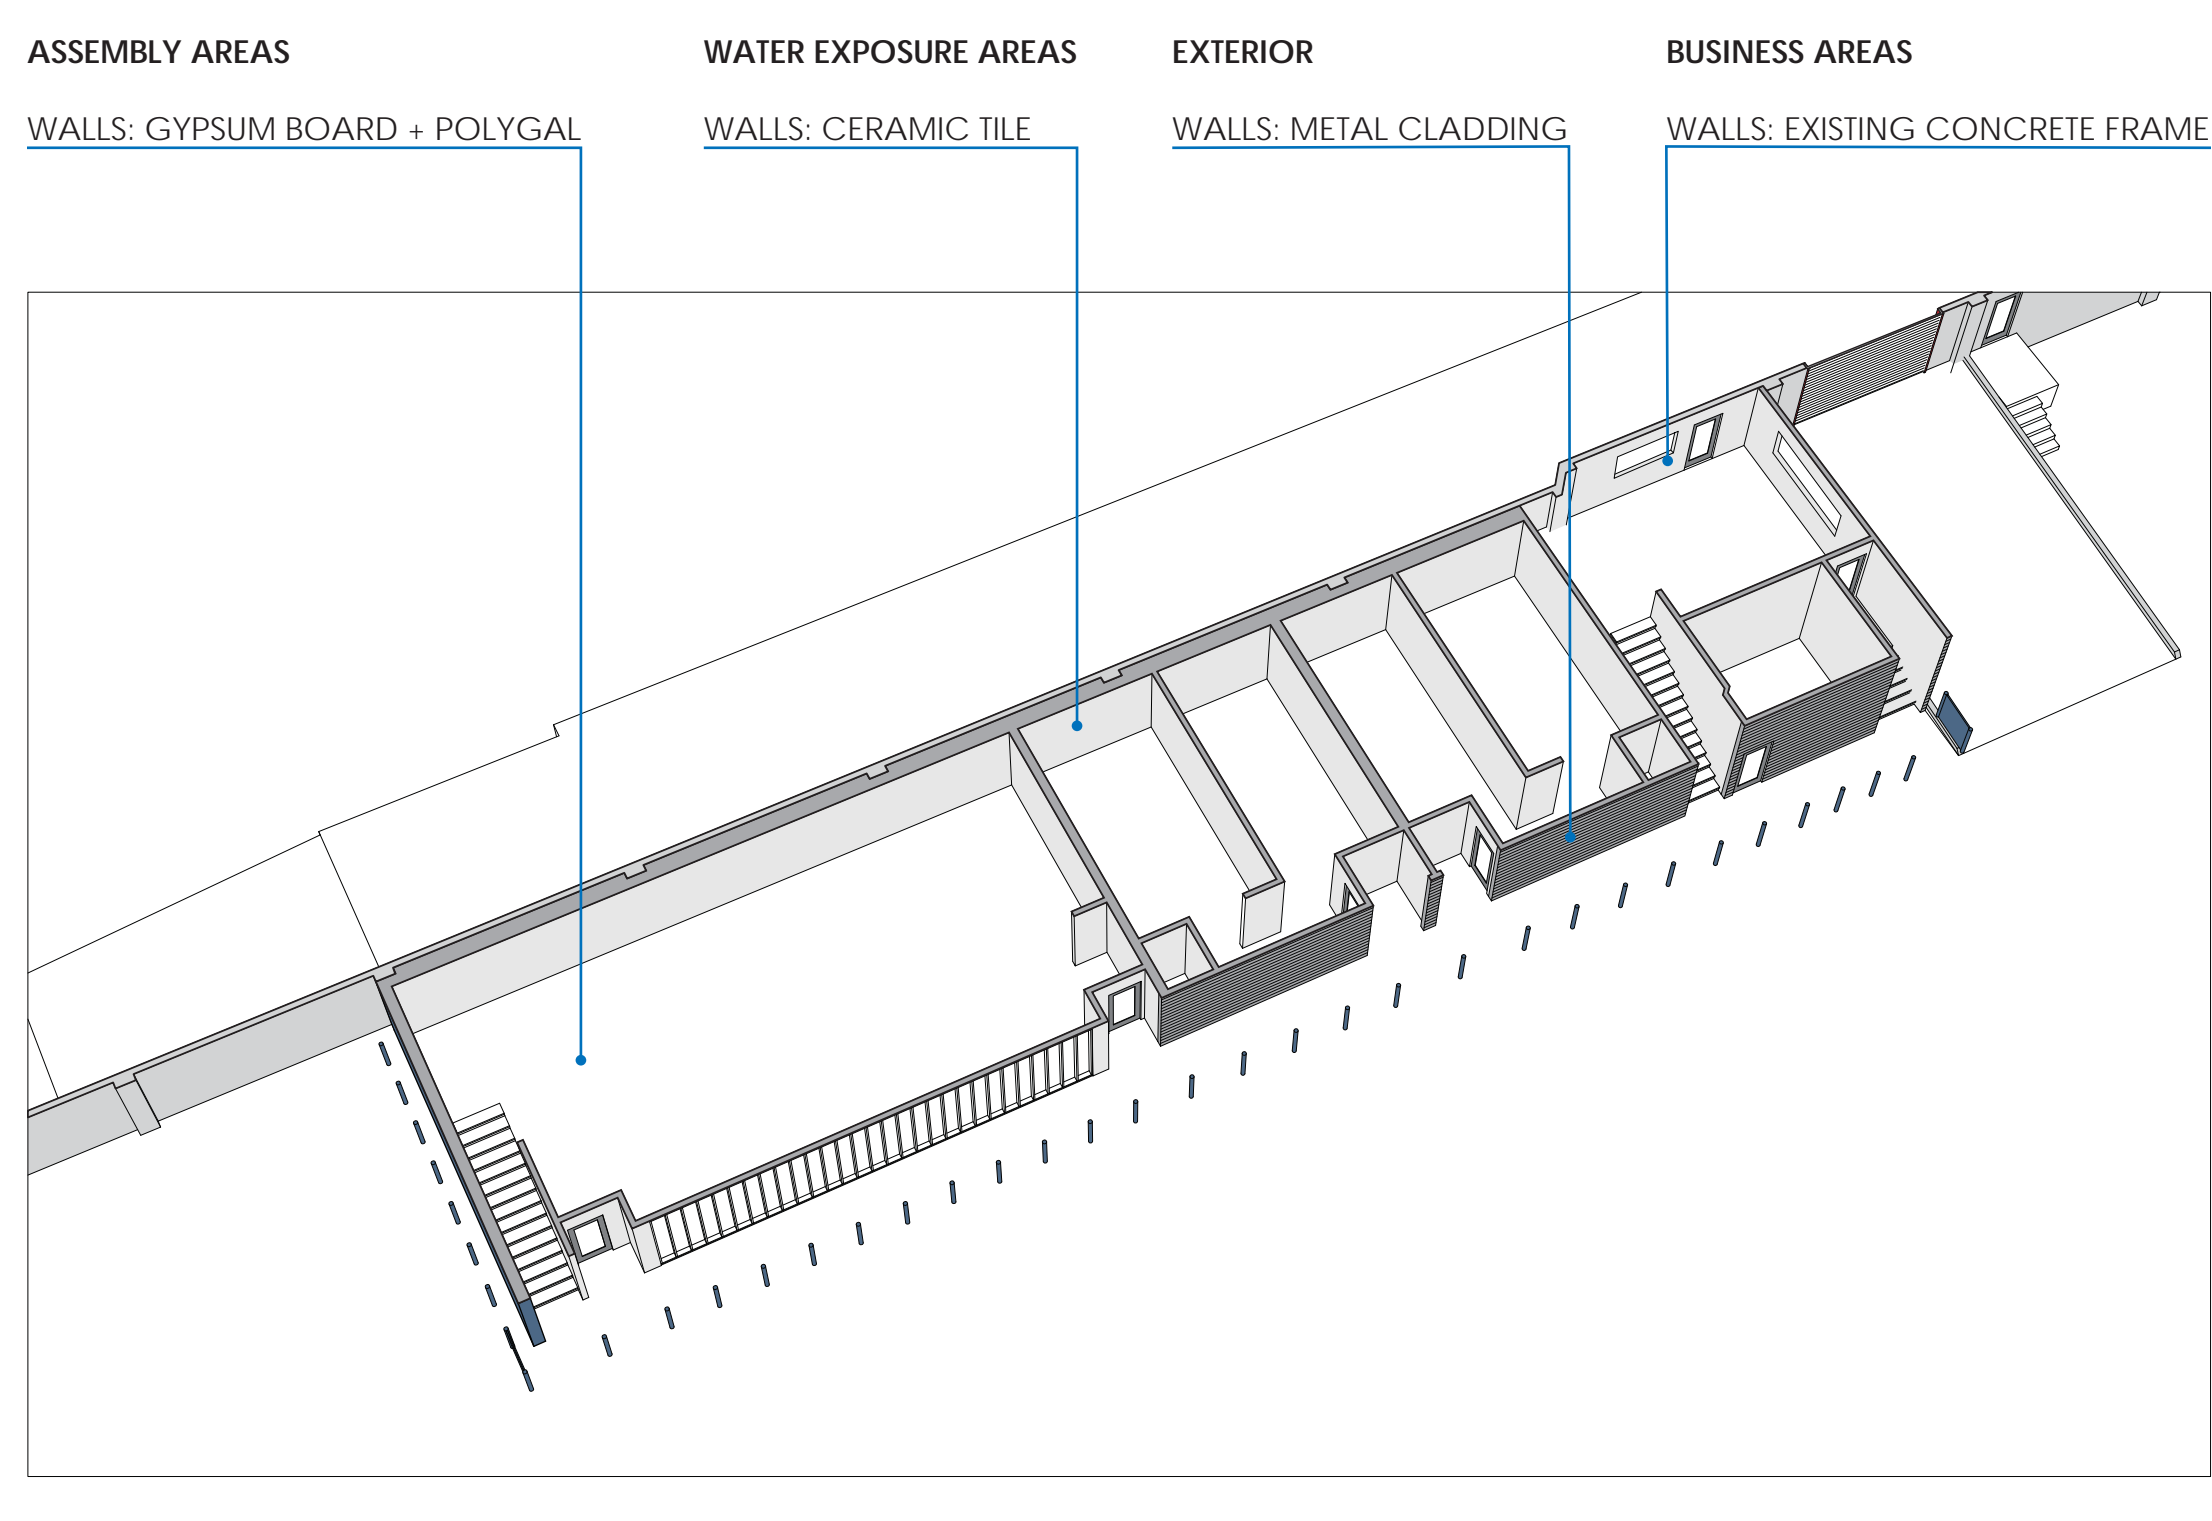 ASSEMBLY AREAS
WATER EXPOSURE AREAS
EXTERIOR
BUSINESS AREAS
WALLS: GYPSUM BOARD + POLYGAL
WALLS: CERAMIC TILE
WALLS: METAL CLADDING
WALLS: EXISTING CONCRETE FRAME